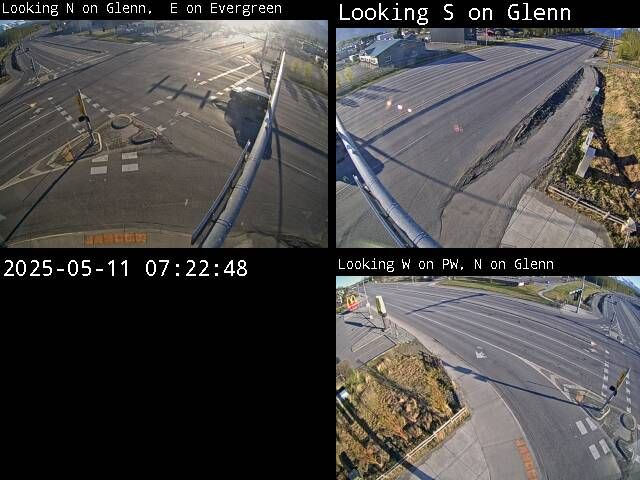 Looking N on Glenn,  E on Evergreen
Looking S on Glenn
2025-05-11 07:22:48
Looking W on PW, N on Glenn